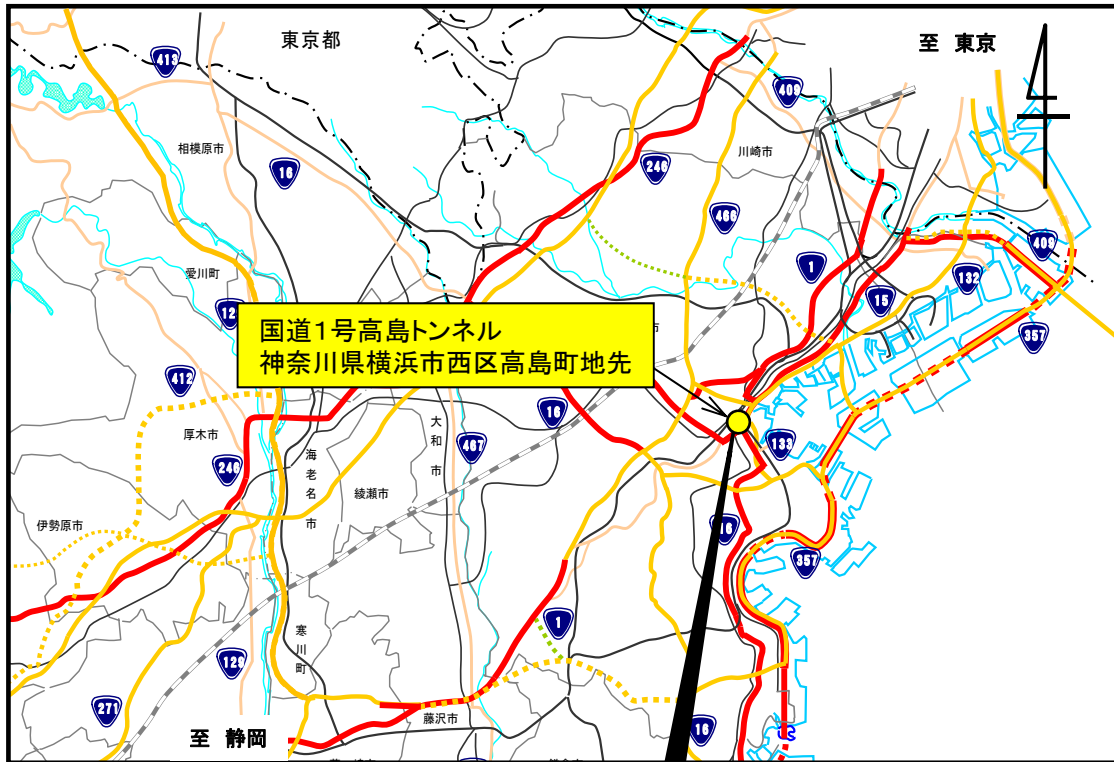 東京都
至 東京
413
409
相模原市
16
川崎市
246
466
愛川町
1
409
132
15
357
12
国道1号高島トンネル
神奈川県横浜市西区高島町地先
市
412
16
大和市
133
厚木市
467
246
海老名市
綾瀬市
伊勢原市
16
357
1
寒川町
129
271
藤沢市
16
至 静岡